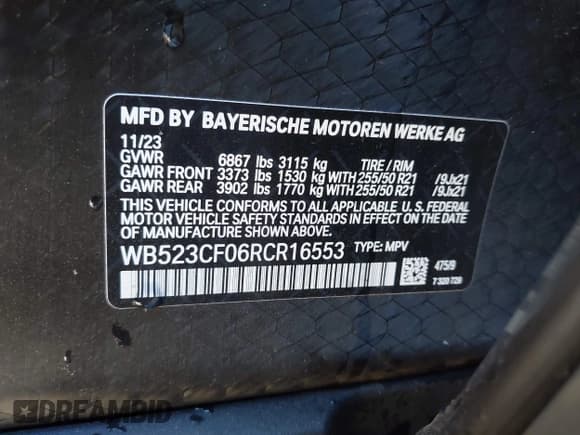 MFD BY BAYERISCHE MOTOREN WERKE AG
11/23
GVWR 6867 lbs 3115 kg TIRE / RIM
GAWR FRONT 3373 lbs 1530 kg WITH 255/50 R21 /9Jx21
GAWR REAR 3902 lbs 1770 kg WITH 255/50 R21 /9Jx21
THIS VEHICLE CONFORMS TO ALL APPLICABLE U. S. FEDERAL
MOTOR VEHICLE SAFETY STANDARDS IN EFFECT ON THE DATE
OF MANUFACTURE SHOWN ABOVE.
WB523CF06RCR16553 TYPE: MPV
475/9
DREAMBID